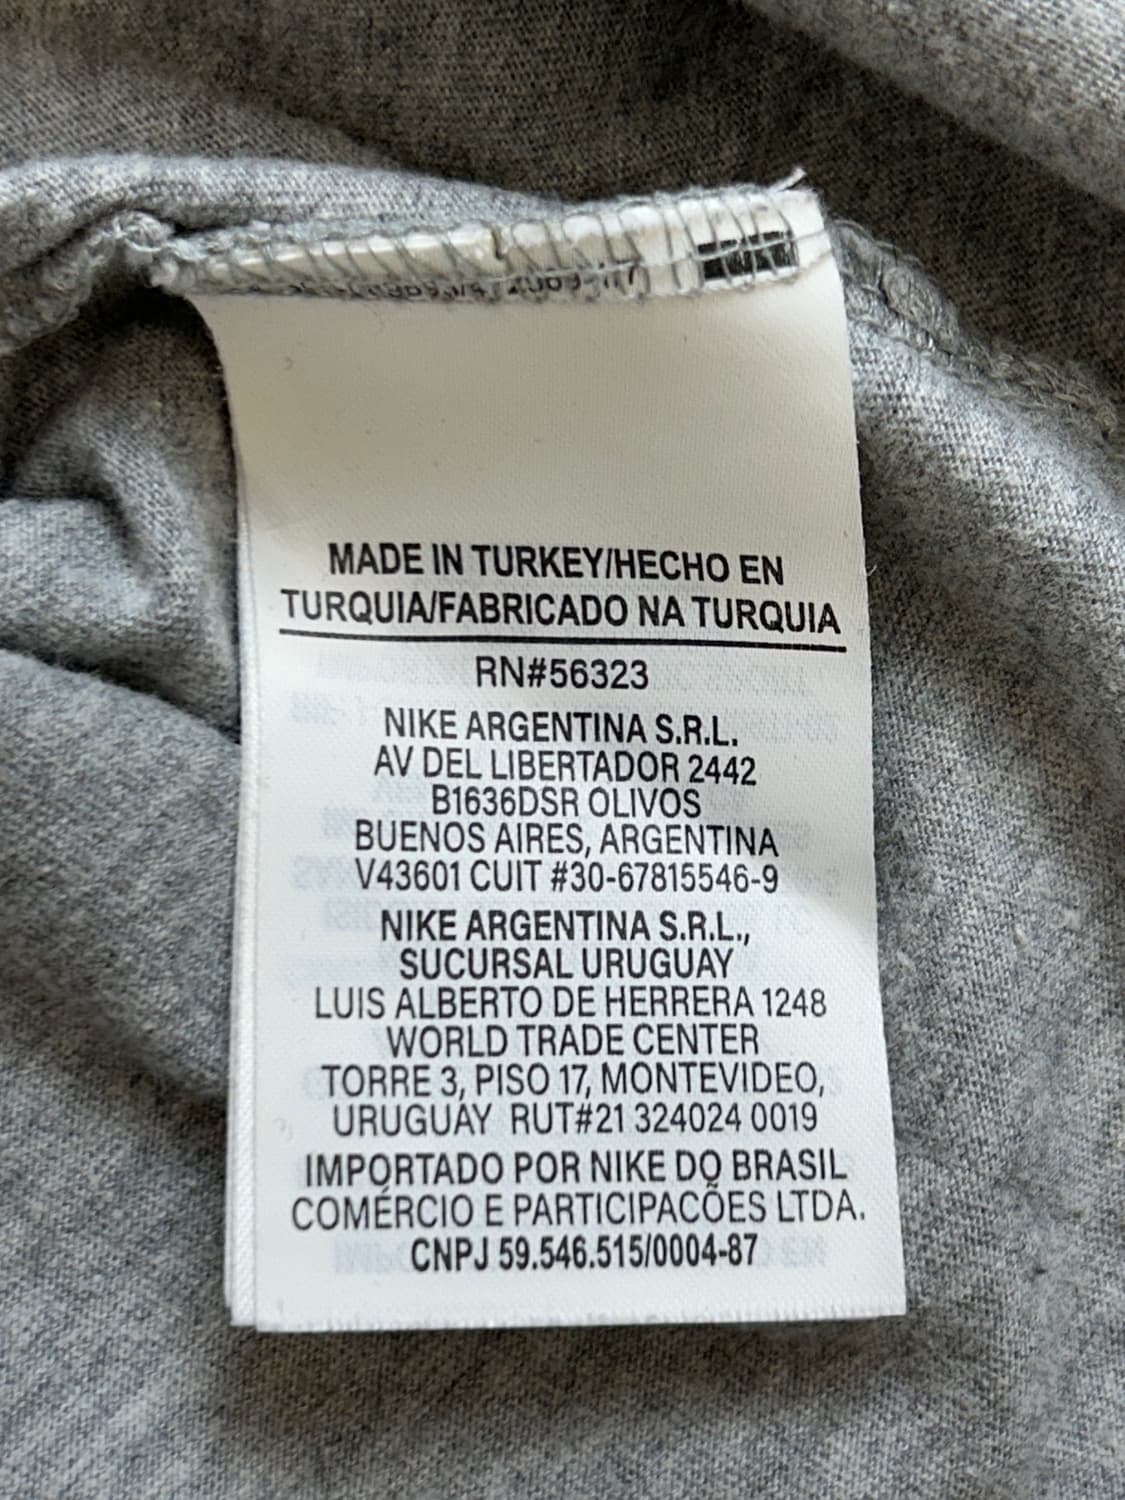 MADE IN TURKEY/HECHO EN
TURQUIA/FABRICADO NA TURQUIA
RN#56323
NIKE ARGENTINA S.R.L.
AV DEL LIBERTADOR 2442
B1636DSR OLIVOS
BUENOS AIRES, ARGENTINA
V43601 CUIT #30-67815546-9
NIKE ARGENTINA S.R.L.,
SUCURSAL URUGUAY
LUIS ALBERTO DE HERRERA 1248
WORLD TRADE CENTER
TORRE 3, PISO 17, MONTEVIDEO,
URUGUAY RUT#21 324024 0019
IMPORTADO POR NIKE DO BRASIL
COMÉRCIO E PARTICIPACÕES LTDA.
CNPJ 59.546.515/0004-87